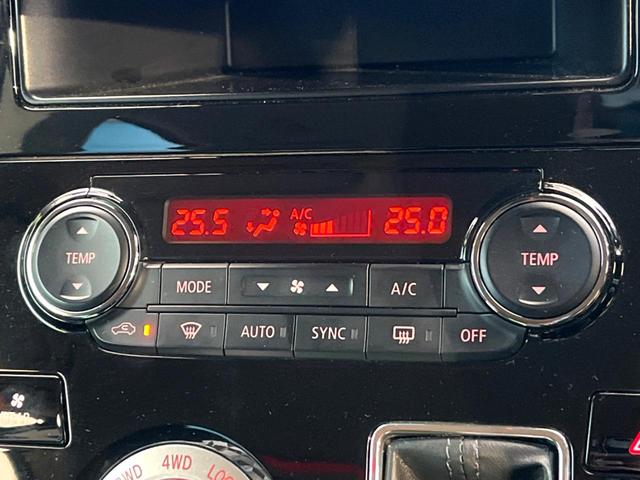 25.5 A/C 25.0
TEMP
MODE
A/C
TEMP
AUTO
SYNC
OFF
4WD